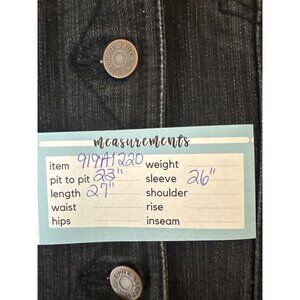 measurements
item 919A1220 weight
pit to pit 23" sleeve 26"
length 27" shoulder
waist rise
hips inseam